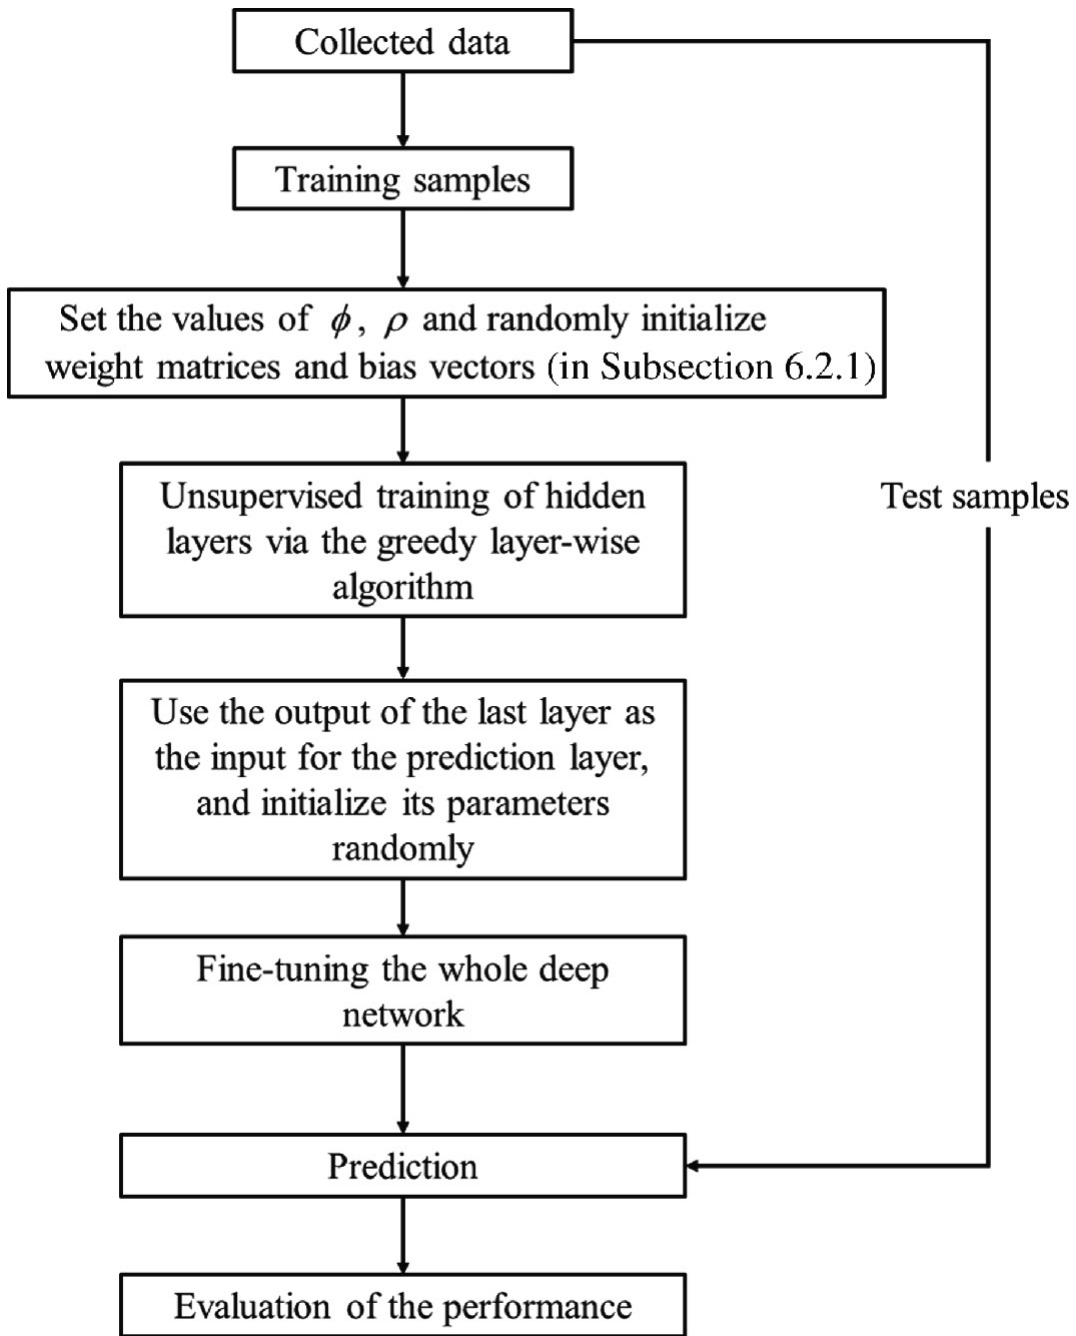 Collected data
Training samples
Set the values of ϕ, ρ and randomly initialize
weight matrices and bias vectors (in Subsection 6.2.1)
Unsupervised training of hidden
layers via the greedy layer-wise
algorithm
Test samples
Use the output of the last layer as
the input for the prediction layer,
and initialize its parameters
randomly
Fine-tuning the whole deep
network
Prediction
Evaluation of the performance